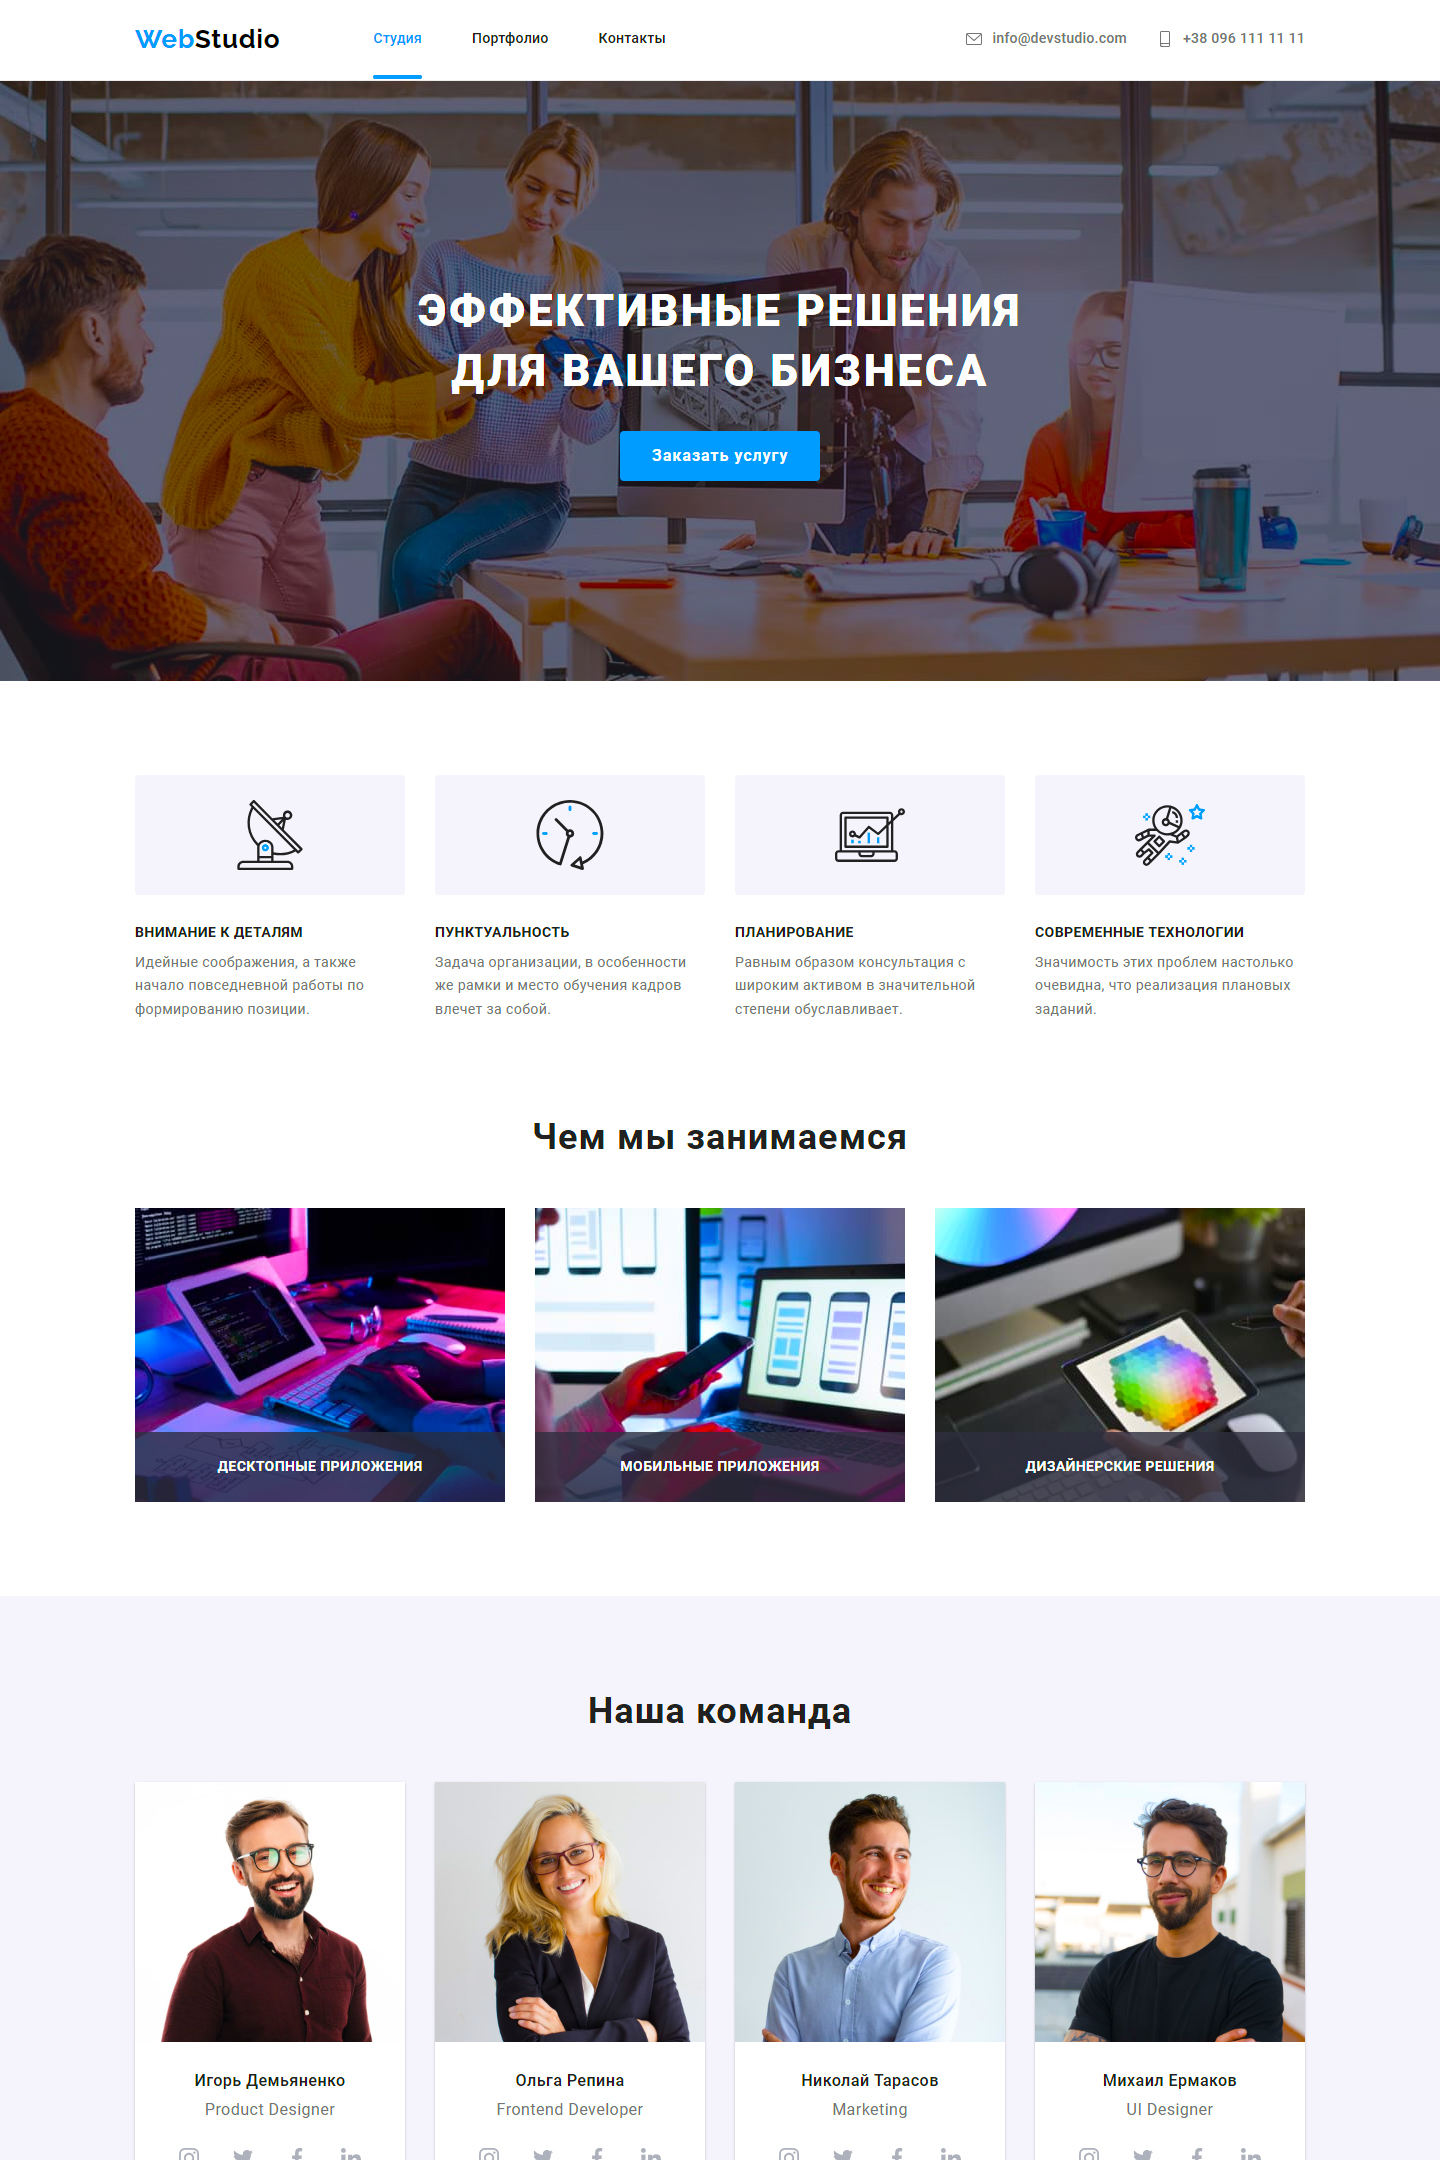 WebStudio
Студия
Портфолио
Контакты
info@devstudio.com
+38 096 111 11 11
ЭФФЕКТИВНЫЕ РЕШЕНИЯ
ДЛЯ ВАШЕГО БИЗНЕСА
Заказать услугу
ВНИМАНИЕ К ДЕТАЛЯМ
Идейные соображения, а также
начало повседневной работы по
формированию позиции.
ПУНКТУАЛЬНОСТЬ
Задача организации, в особенности
же рамки и место обучения кадров
влечет за собой.
ПЛАНИРОВАНИЕ
Равным образом консультация с
широким активом в значительной
степени обуславливает.
СОВРЕМЕННЫЕ ТЕХНОЛОГИИ
Значимость этих проблем настолько
очевидна, что реализация плановых
заданий.
Чем мы занимаемся
ДЕСКТОПНЫЕ ПРИЛОЖЕНИЯ
МОБИЛЬНЫЕ ПРИЛОЖЕНИЯ
ДИЗАЙНЕРСКИЕ РЕШЕНИЯ
Наша команда
Игорь Демьяненко
Product Designer
Ольга Репина
Frontend Developer
Николай Тарасов
Marketing
Михаил Ермаков
UI Designer